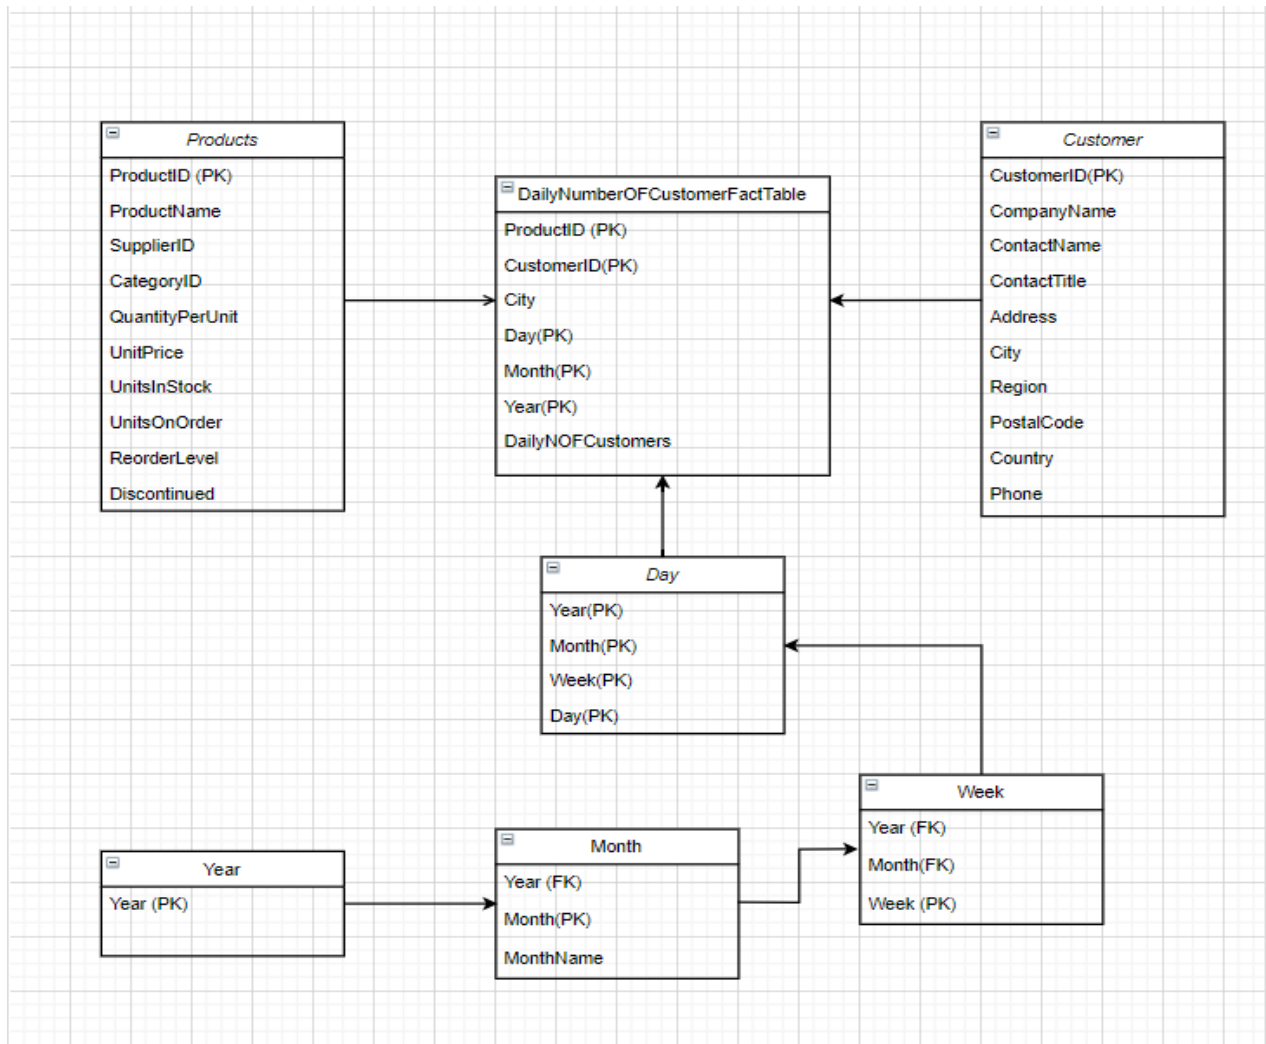 Products
ProductID (PK)
ProductName
SupplierID
CategoryID
QuantityPerUnit
UnitPrice
UnitsInStock
UnitsOnOrder
ReorderLevel
Discontinued
DailyNumberOFCustomerFactTable
ProductID (PK)
CustomerID(PK)
City
Day(PK)
Month(PK)
Year(PK)
DailyNOFCustomers
Customer
CustomerID(PK)
CompanyName
ContactName
ContactTitle
Address
City
Region
PostalCode
Country
Phone
Day
Year(PK)
Month(PK)
Week(PK)
Day(PK)
Year
Year (PK)
Month
Year (FK)
Month(PK)
MonthName
Week
Year (FK)
Month(FK)
Week (PK)